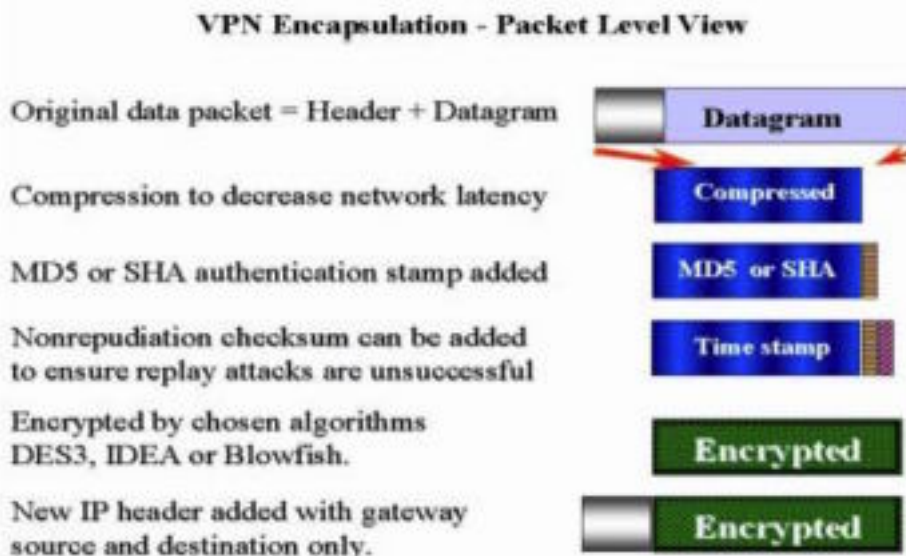 VPN Encapsulation - Packet Level View
Original data packet = Header + Datagram
Datagram
Compression to decrease network latency
Compressed
MD5 or SHA authentication stamp added
MD5 or SHA
Nonrepudiation checksum can be added
to ensure replay attacks are unsuccessful
Time stamp
Encrypted by chosen algorithms
DES3, IDEA or Blowfish.
Encrypted
New IP header added with gateway
source and destination only.
Encrypted